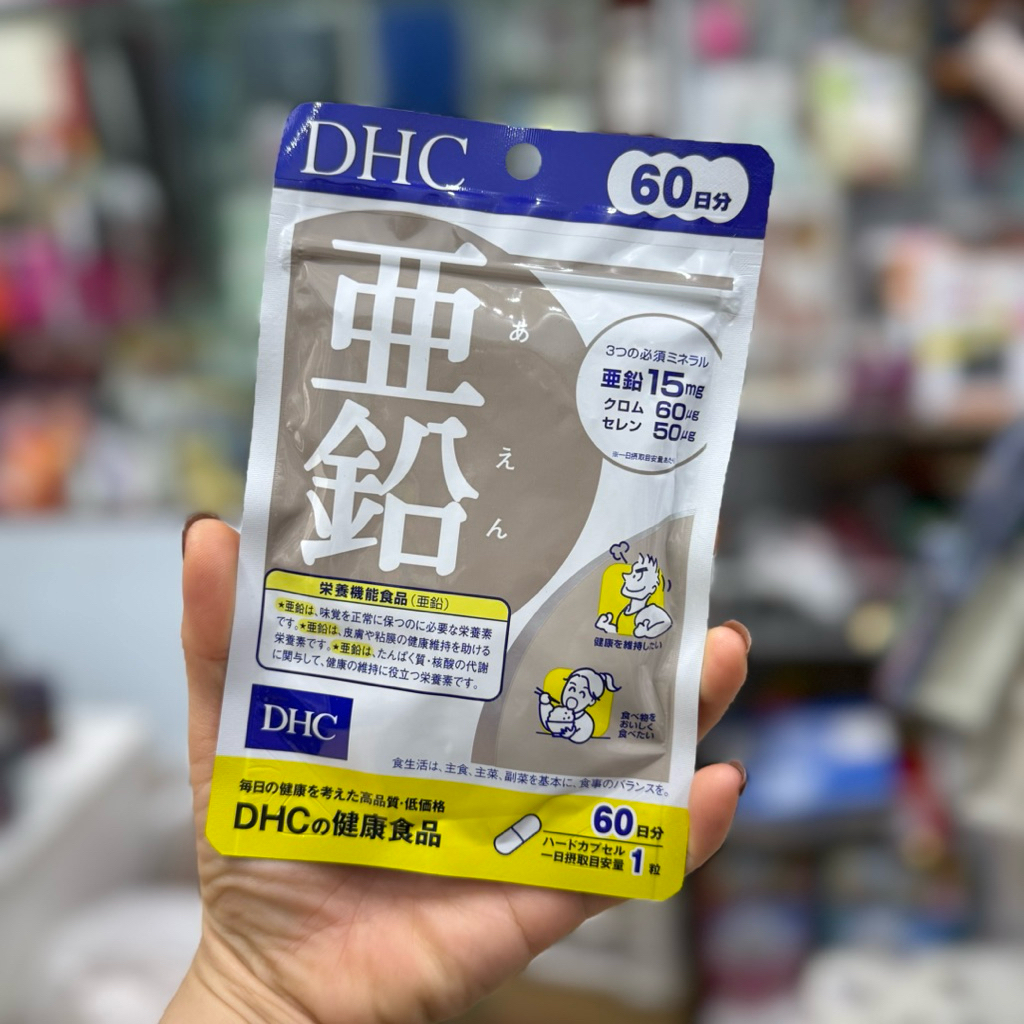 DHC
60日分
亜鉛
あえん
3つの必須ミネラル
亜鉛 15mg
クロム 60μg
セレン 50μg
※一日摂取目安量あたり
栄養機能食品(亜鉛)
★亜鉛は、味覚を正常に保つのに必要な栄養素
です。★亜鉛は、皮膚や粘膜の健康維持を助ける
栄養素です。★亜鉛は、たんぱく質・核酸の代謝
に関与して、健康の維持に役立つ栄養素です。
健康を維持したい
食べ物を
おいしく
食べたい
DHC
食生活は、主食、主菜、副菜を基本に、食事のバランスを。
毎日の健康を考えた高品質・低価格
DHCの健康食品
60日分
ハードカプセル
一日摂取目安量 1粒